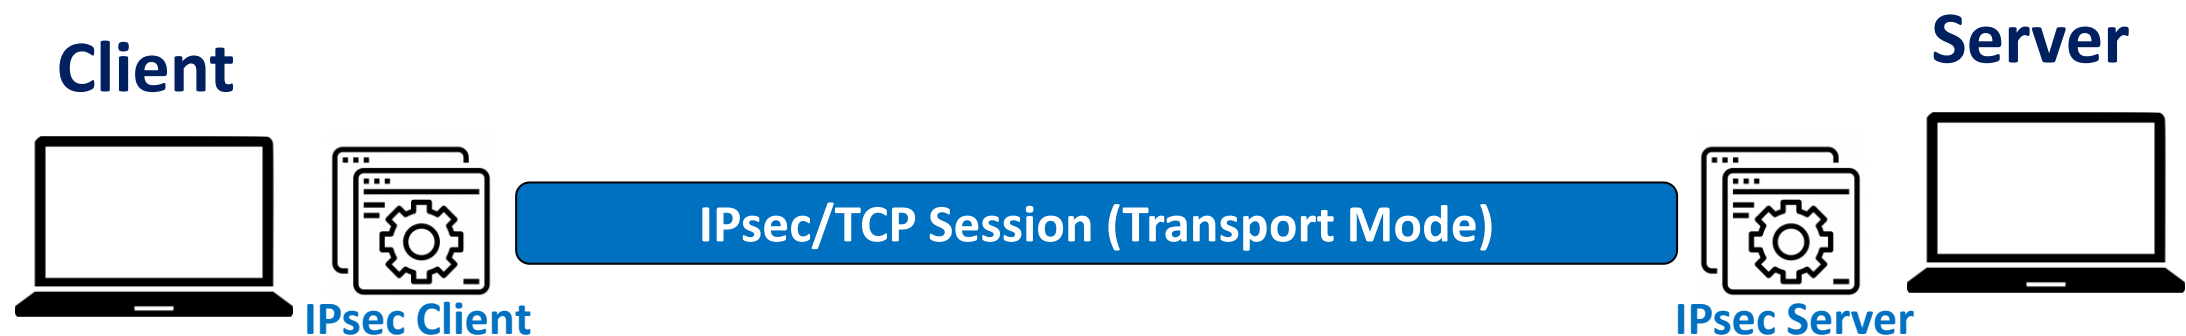 Client
Server
IPsec/TCP Session (Transport Mode)
IPsec Client
IPsec Server